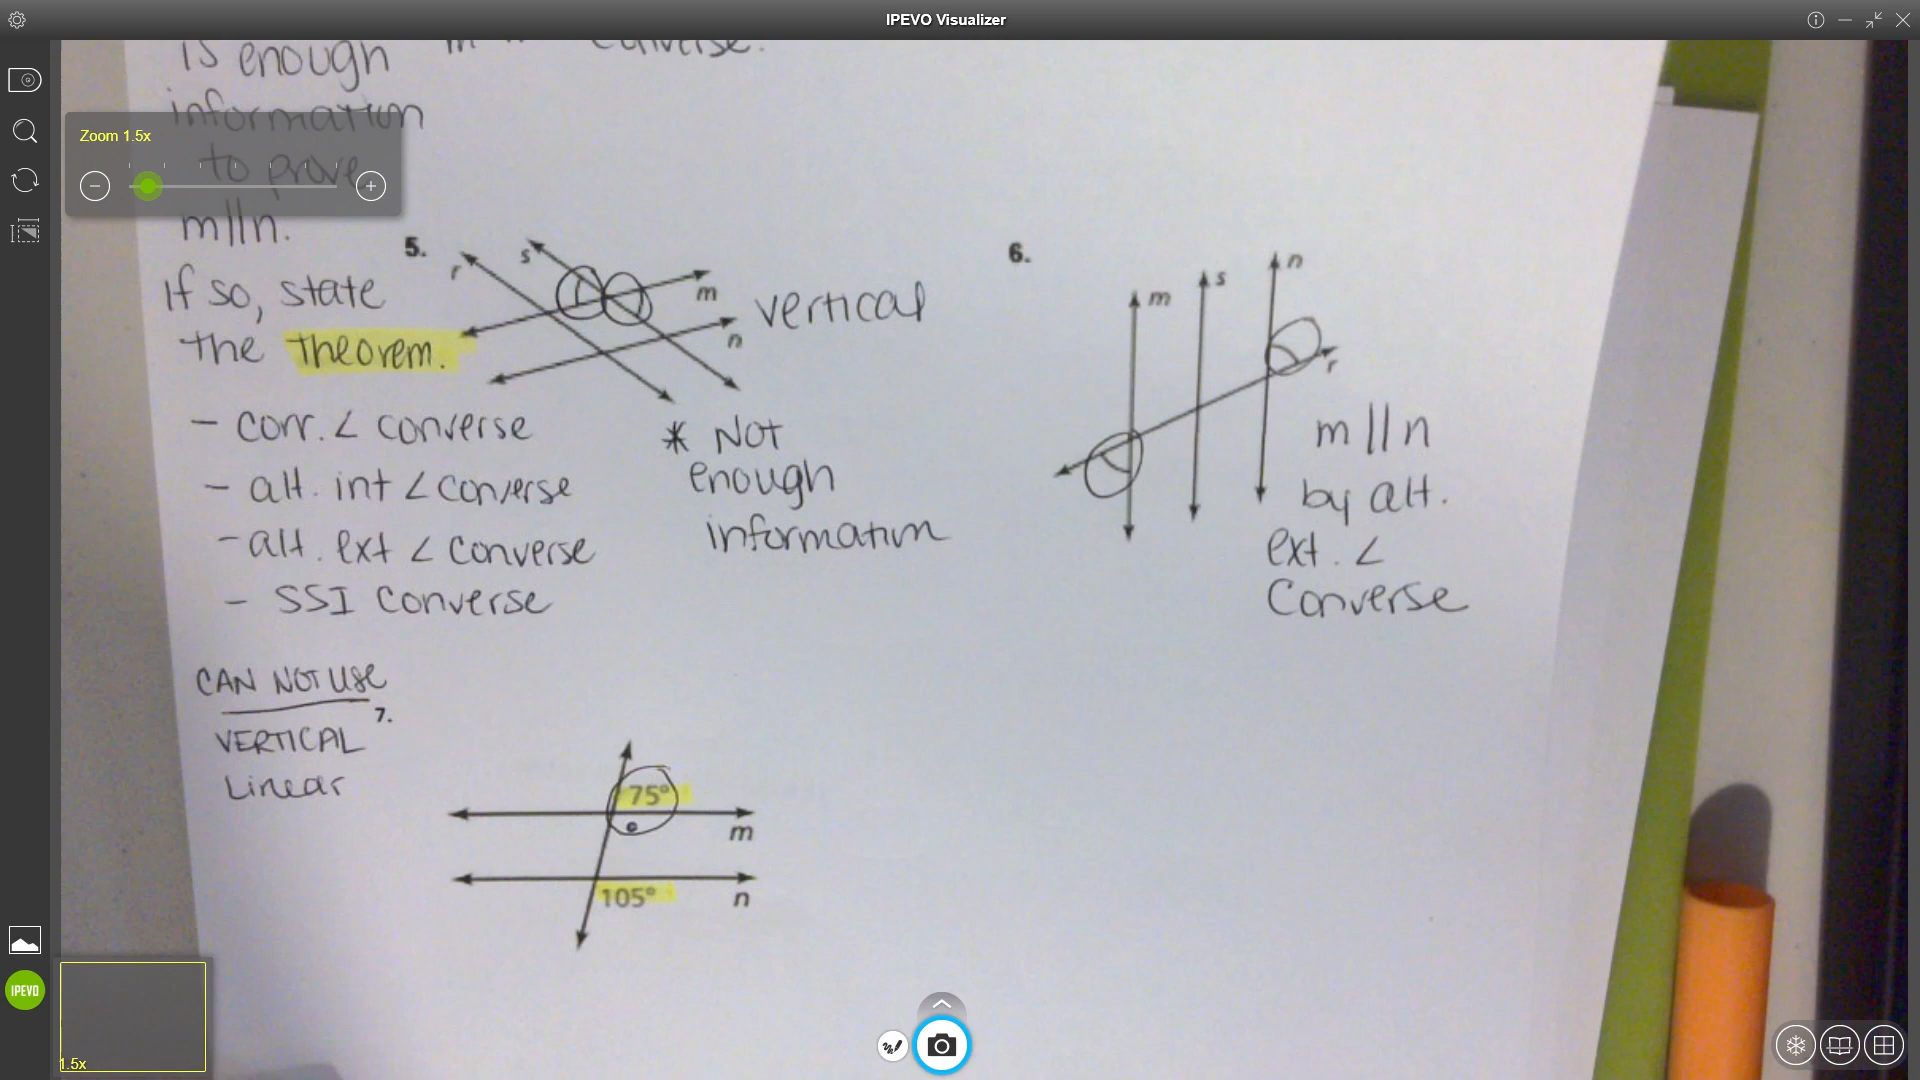 IPEVO Visualizer
is enough
converse.
information
Zoom 1.5x
to prove
m||n.
5.
r
s
m
n
vertical
6.
m
s
n
r
If so, state
the theorem.
- corr. ∠ converse
- alt. int ∠ converse
- alt. ext ∠ converse
- SSI converse
* Not
enough
information
m || n
by alt.
ext. ∠
Converse
CAN NOT USE
VERTICAL
Linear
7.
75°
m
105°
n
IPEVO
1.5x